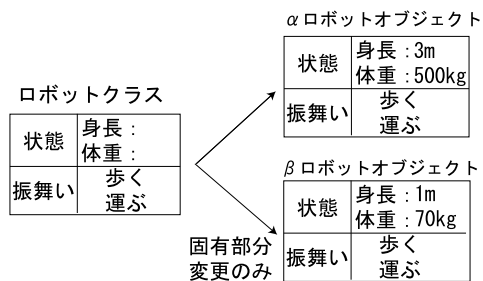 ロボットクラス
状態
身長：
体重：
振舞い
歩く
運ぶ
固有部分
変更のみ
αロボットオブジェクト
状態
身長：3m
体重：500kg
振舞い
歩く
運ぶ
βロボットオブジェクト
状態
身長：1m
体重：70kg
振舞い
歩く
運ぶ